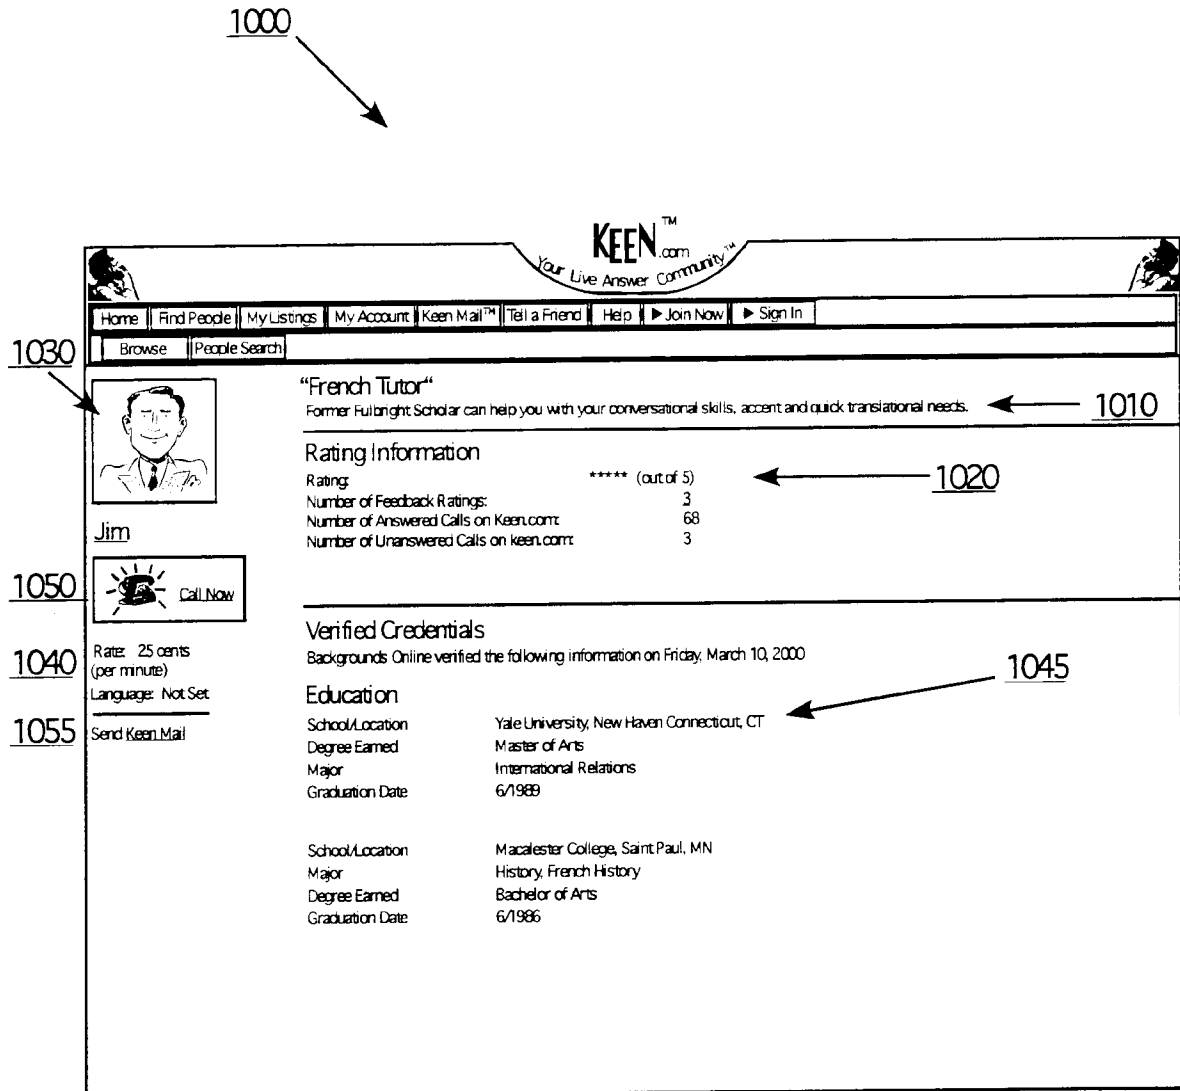 1000
KEEN.com™
Your Live Answer Community™
Home Find People My Listings My Account Keen Mail™ Tell a Friend Help ▶ Join Now ▶ Sign In
Browse People Search
1030
"French Tutor"
Former Fulbright Scholar can help you with your conversational skills, accent and quick translational needs.
1010
Rating Information
Rating: ***** (out of 5)
1020
Number of Feedback Ratings: 3
Number of Answered Calls on Keen.com: 68
Number of Unanswered Calls on keen.com: 3
Jim
1050
Call Now
1040
Rate: 25 cents
(per minute)
Language: Not Set
1055
Send Keen Mail
Verified Credentials
Backgrounds Online verified the following information on Friday, March 10, 2000
1045
Education
School/Location Yale University, New Haven Connecticut, CT
Degree Earned Master of Arts
Major International Relations
Graduation Date 6/1989
School/Location Macalester College, Saint Paul, MN
Major History, French History
Degree Earned Bachelor of Arts
Graduation Date 6/1986